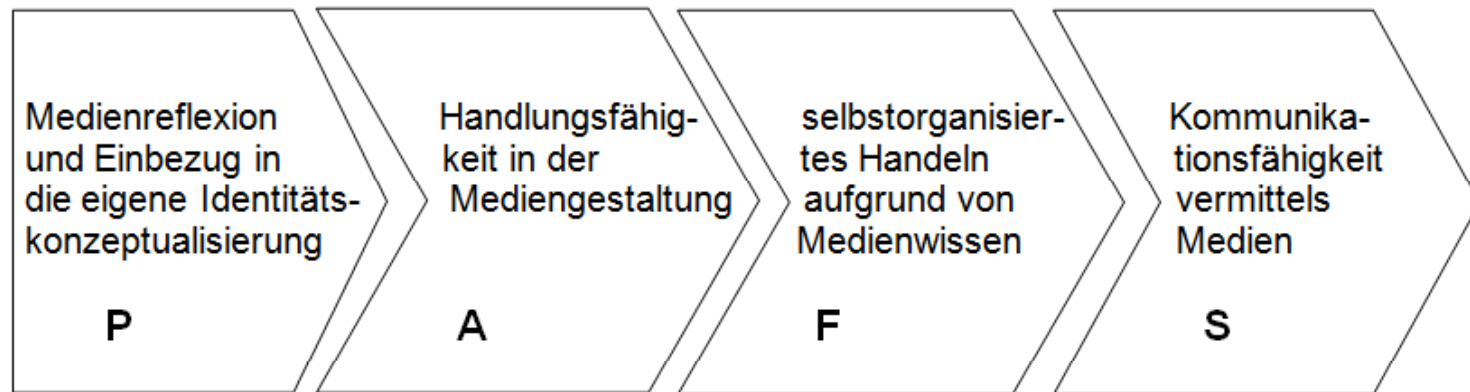 Medienreflexion
und Einbezug in
die eigene Identitäts-
konzeptualisierung
P
Handlungsfähig-
keit in der
Mediengestaltung
A
selbstorganisier-
tes Handeln
aufgrund von
Medienwissen
F
Kommunika-
tionsfähigkeit
vermittels
Medien
S